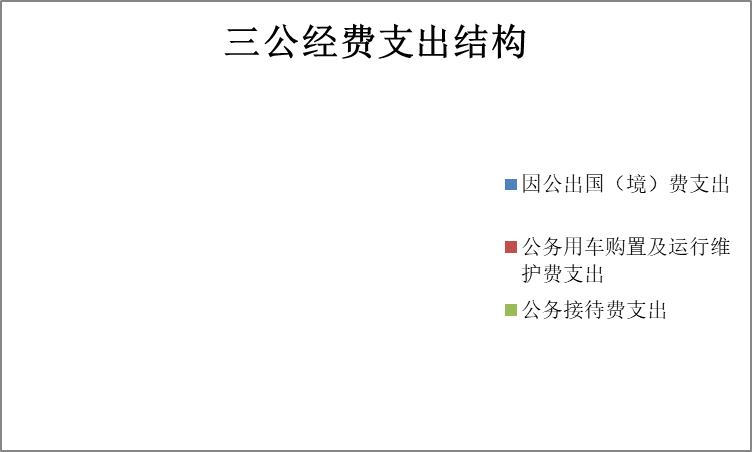 三公经费支出结构
因公出国（境）费支出
公务用车购置及运行维
护费支出
公务接待费支出